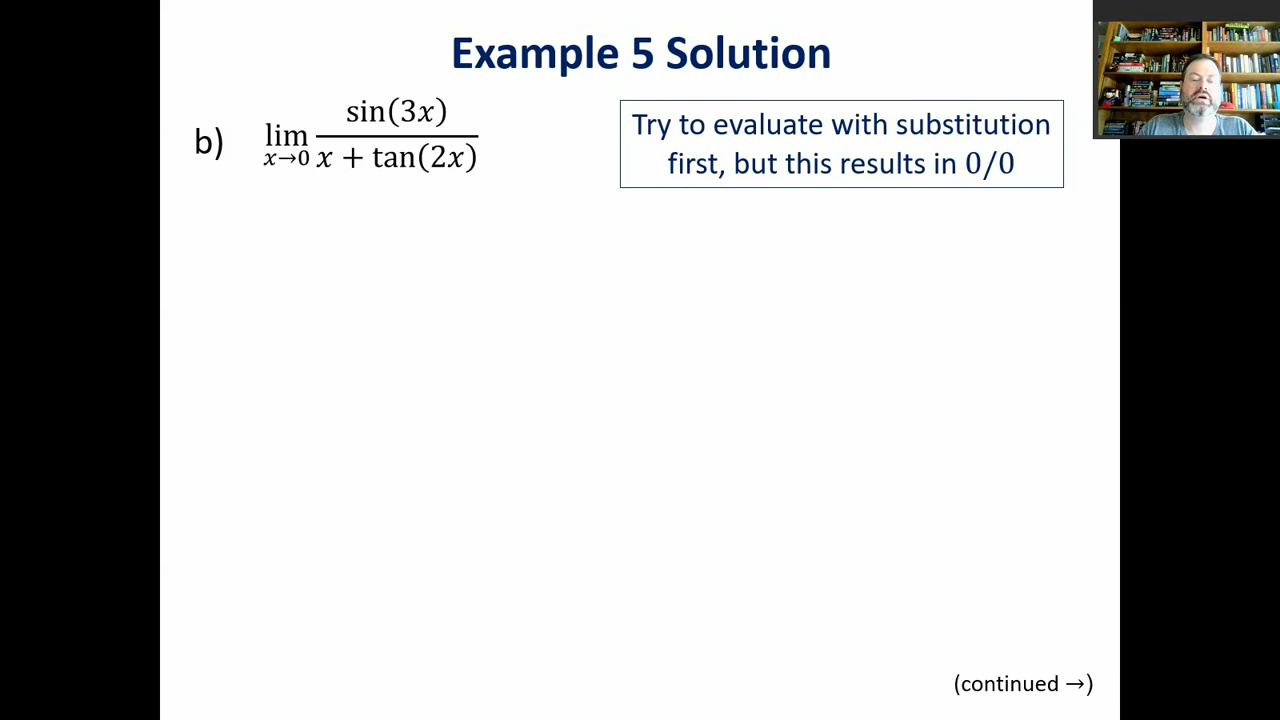 Example 5 Solution
b) lim x→0 sin(3x) / x + tan(2x)
Try to evaluate with substitution
first, but this results in 0/0
(continued →)